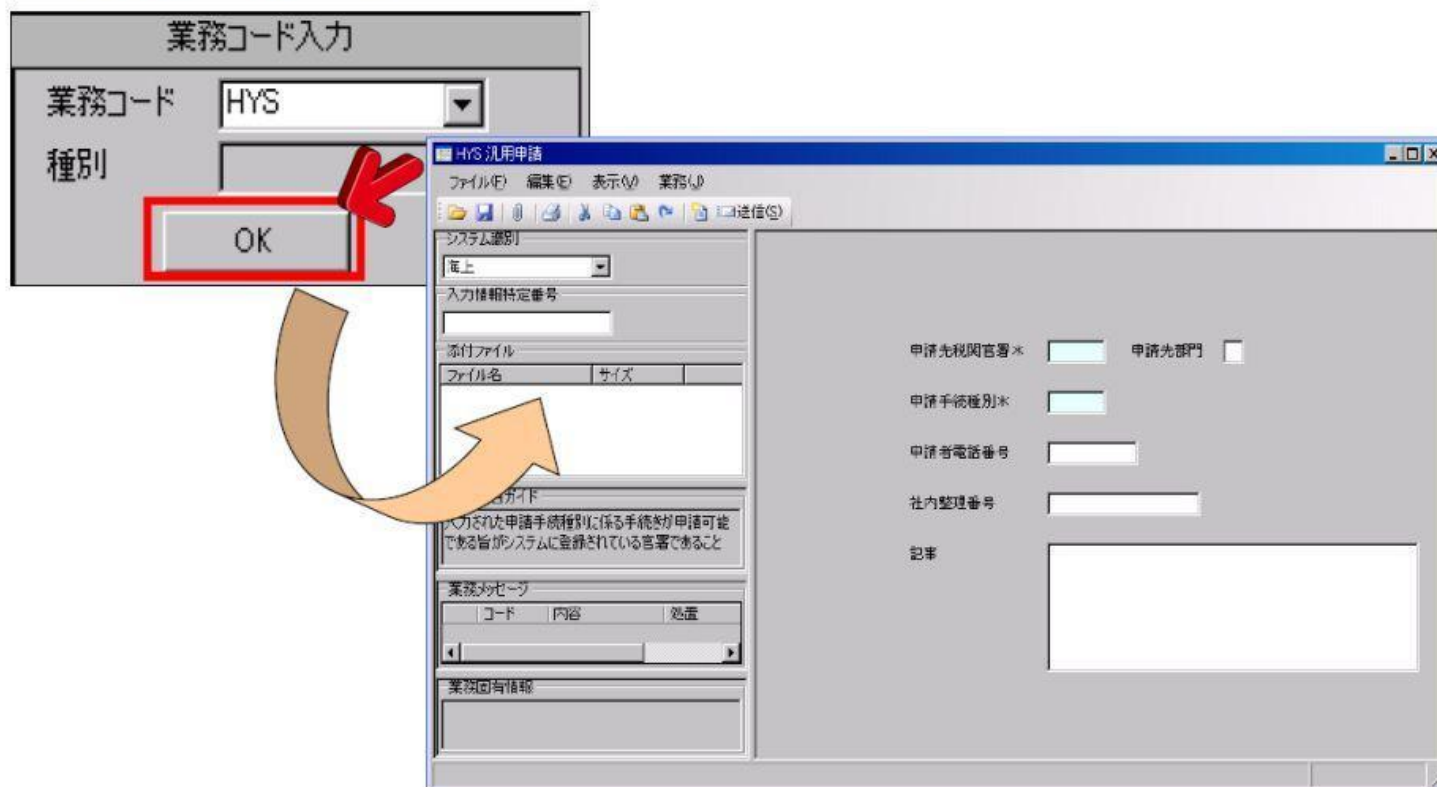 業務コード入力
業務コード HYS
種別
OK
HYS 汎用申請
ファイル(F) 編集(E) 表示(V) 業務(J)
送信(S)
システム識別
海上
入力情報特定番号
添付ファイル
ファイル名 サイズ
ガイド
入力された申請手続種別に係る手続きが申請可能
である旨がシステムに登録されている官署であること
業務メッセージ
コード 内容 処置
業務固有情報
申請先税関官署* 申請先部門
申請手続種別*
申請者電話番号
社内整理番号
記事